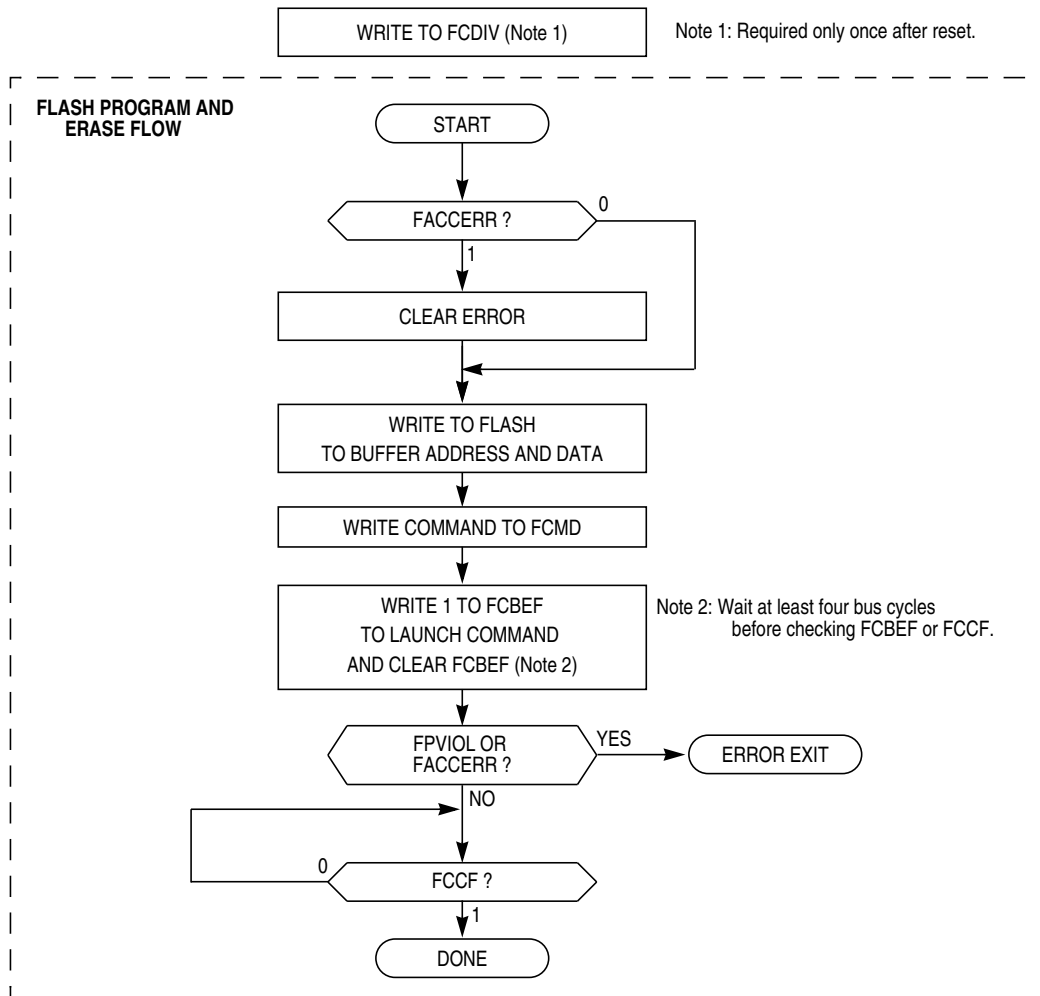 WRITE TO FCDIV (Note 1)
Note 1: Required only once after reset.
FLASH PROGRAM AND
ERASE FLOW
START
FACCERR ?
0
1
CLEAR ERROR
WRITE TO FLASH
TO BUFFER ADDRESS AND DATA
WRITE COMMAND TO FCMD
WRITE 1 TO FCBEF
TO LAUNCH COMMAND
AND CLEAR FCBEF (Note 2)
Note 2: Wait at least four bus cycles
before checking FCBEF or FCCF.
FPVIOL OR
FACCERR ?
YES
ERROR EXIT
NO
0
FCCF ?
1
DONE